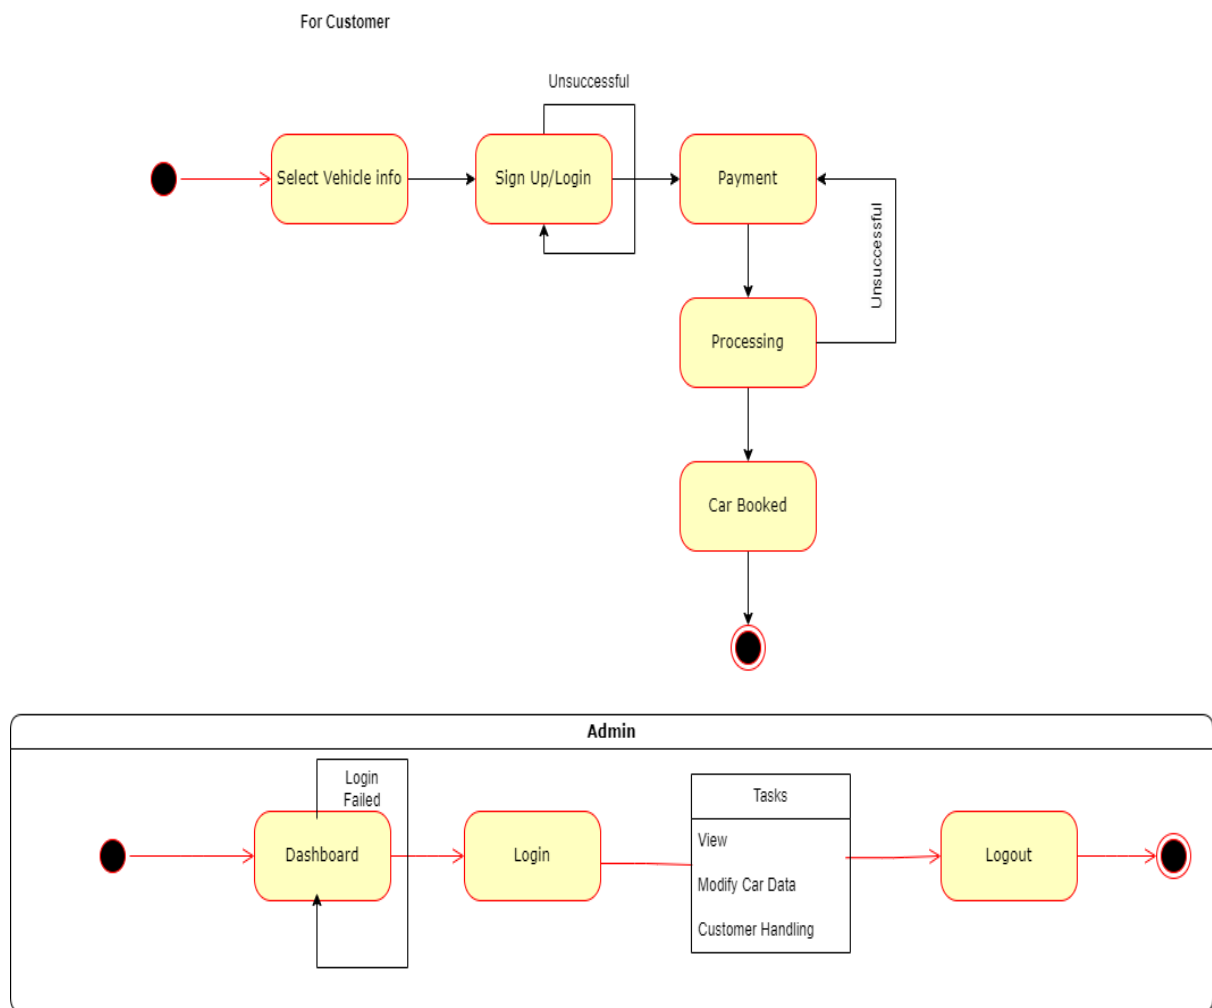 For Customer
Unsuccessful
Select Vehicle info
Sign Up/Login
Payment
Unsuccessful
Processing
Car Booked
Admin
Login
Failed
Tasks
Dashboard
Login
View
Modify Car Data
Customer Handling
Logout